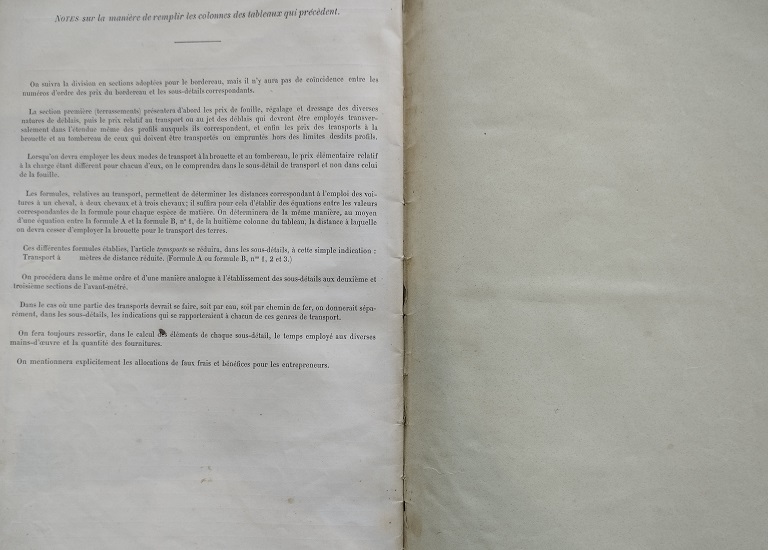 NOTES sur la manière de remplir les colonnes des tableaux qui précédent.
On suivra la division en sections adoptées pour le bordereau, mais il n'y aura pas de coïncidence entre les
numéros d'ordre des prix du bordereau et les sous-détails correspondants.
La section première (terrassements) présentera d'abord les prix de fouille, régalage et dressage des diverses
natures de déblais, puis le prix relatif au transport ou au jet des déblais qui devront être employés transver-
salement dans l'étendue même des profils auxquels ils correspondent, et enfin les prix des transports à la
brouette et au tombereau de ceux qui doivent être transportés ou empruntés hors des limites desdits profils.
Lorsqu'on devra employer les deux modes de transport à la brouette et au tombereau, le prix élémentaire relatif
à la charge étant différent pour chacun d'eux, on le comprendra dans le sous-détail de transport et non dans celui
de la fouille.
Les formules, relatives au transport, permettent de déterminer les distances correspondant à l'emploi des voi-
tures à un cheval, à deux chevaux et à trois chevaux; il suffira pour cela d'établir des équations entre les valeurs
correspondantes de la formule pour chaque espèce de matière. On déterminera de la même manière, au moyen
d'une équation entre la formule A et la formule B, n° 1, de la huitième colonne du tableau, la distance à laquelle
on devra cesser d'employer la brouette pour le transport des terres.
Ces différentes formules établies, l'article transports se réduira, dans les sous-détails, à cette simple indication :
Transport à mètres de distance réduite. (Formule A ou formule B, nos 1, 2 et 3.)
On procédera dans le même ordre et d'une manière analogue à l'établissement des sous-détails aux deuxième et
troisième sections de l'avant-métré.
Dans le cas où une partie des transports devrait se faire, soit par eau, soit par chemin de fer, on donnerait sépa-
rément, dans les sous-détails, les indications qui se rapporteraient à chacun de ces genres de transport.
On fera toujours ressortir, dans le calcul des éléments de chaque sous-détail, le temps employé aux diverses
mains-d'œuvre et la quantité des fournitures.
On mentionnera explicitement les allocations de faux frais et bénéfices pour les entrepreneurs.